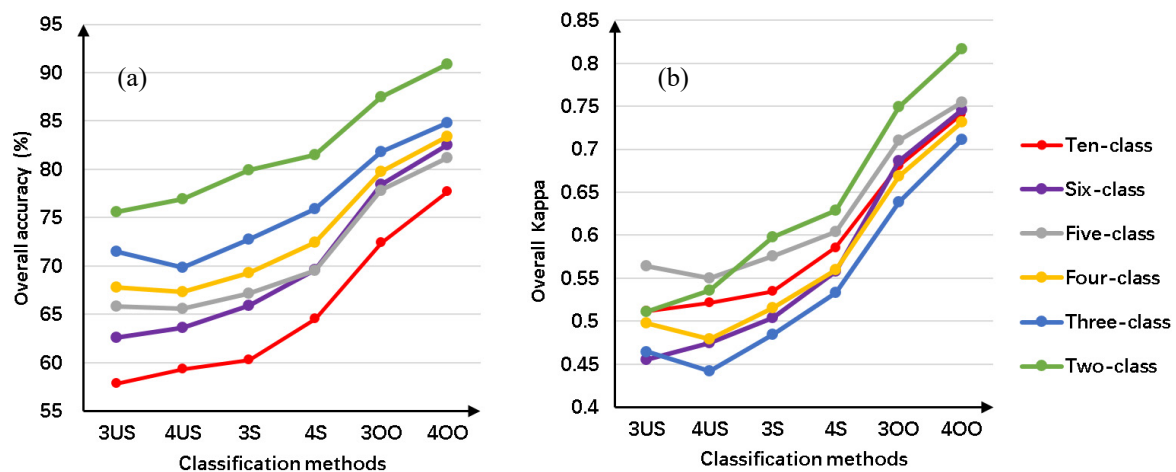 95
90
85
80
75
70
65
60
55
Overall accuracy (%)
(a)
3US 4US 3S 4S 3OO 4OO
Classification methods
0.85
0.8
0.75
0.7
0.65
0.6
0.55
0.5
0.45
0.4
Overall Kappa
(b)
3US 4US 3S 4S 3OO 4OO
Classification methods
Ten-class
Six-class
Five-class
Four-class
Three-class
Two-class